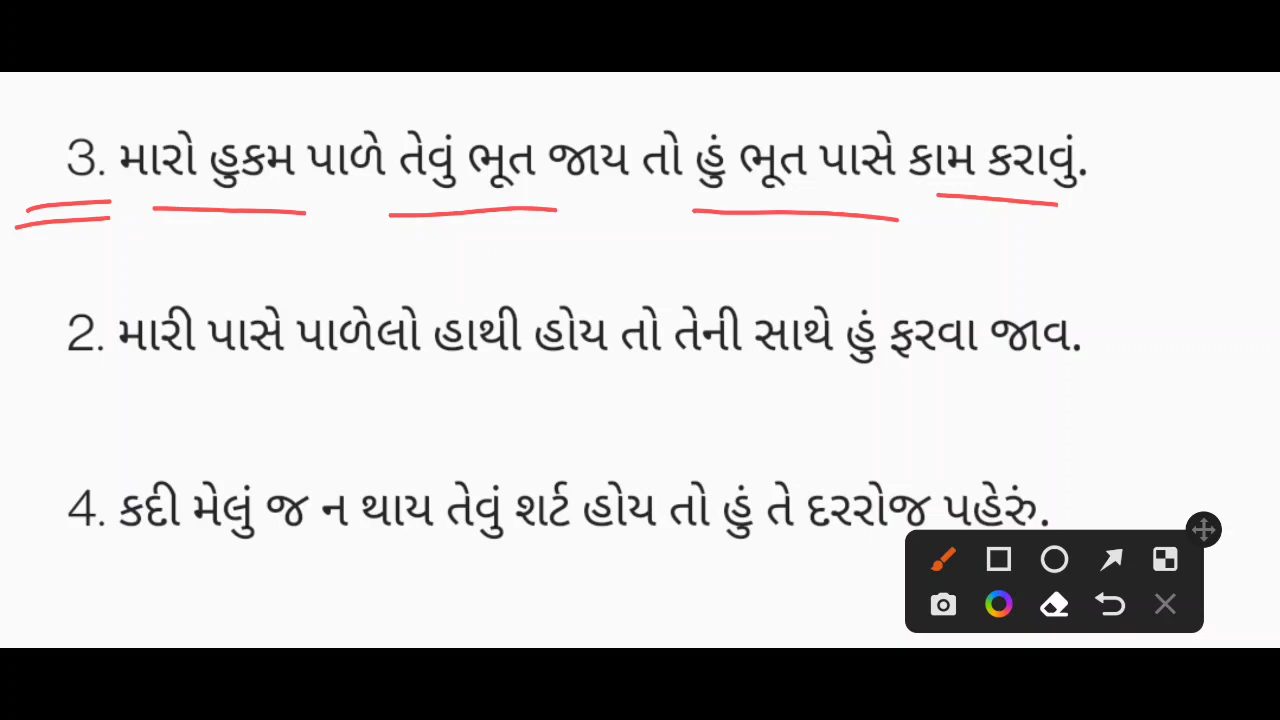 3. મારો હુકમ પાળે તેવું ભૂત જાય તો હું ભૂત પાસે કામ કરાવું.
2. મારી પાસે પાળેલો હાથી હોય તો તેની સાથે હું ફરવા જાવ.
4. કદી મેલું જ ન થાય તેવું શર્ટ હોય તો હું તે દરરોજ પહેરું.